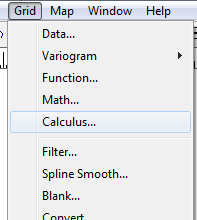 Grid Map Window Help
Data...
Variogram
Function...
Math...
Calculus...
Filter...
Spline Smooth...
Blank...
Convert